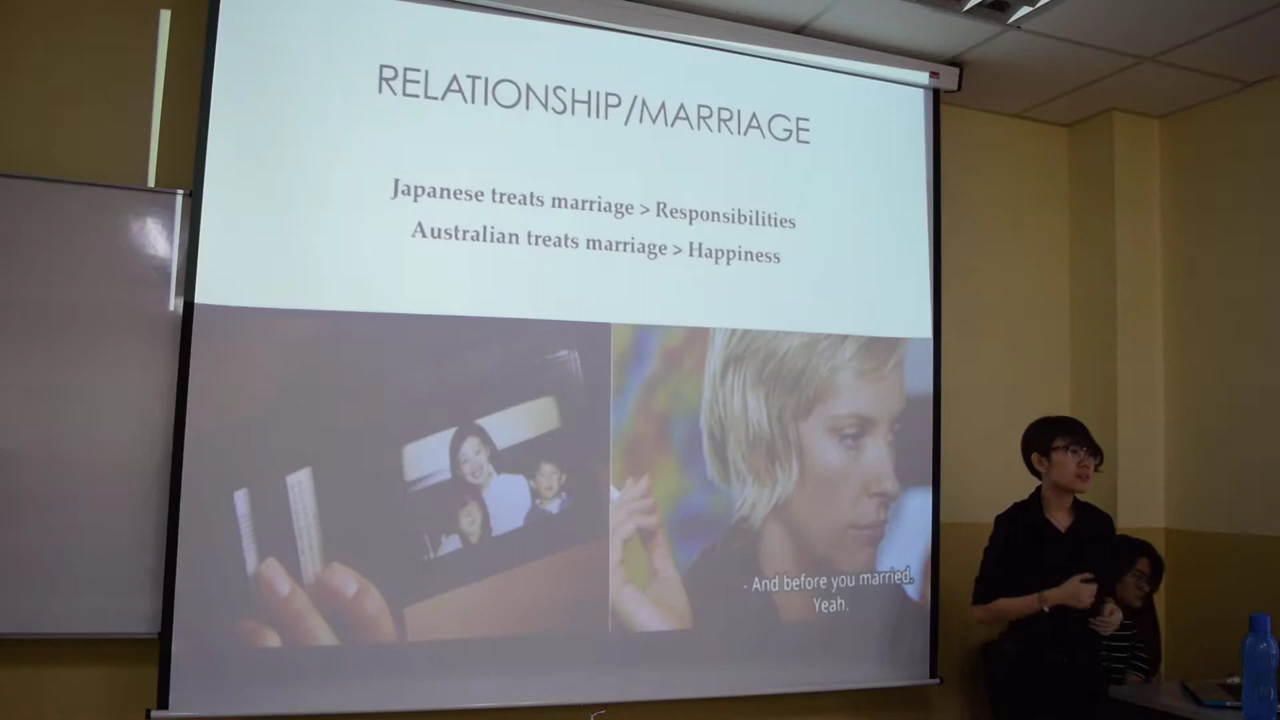 RELATIONSHIP/MARRIAGE
Japanese treats marriage > Responsibilities
Australian treats marriage > Happiness
- And before you married.
Yeah.